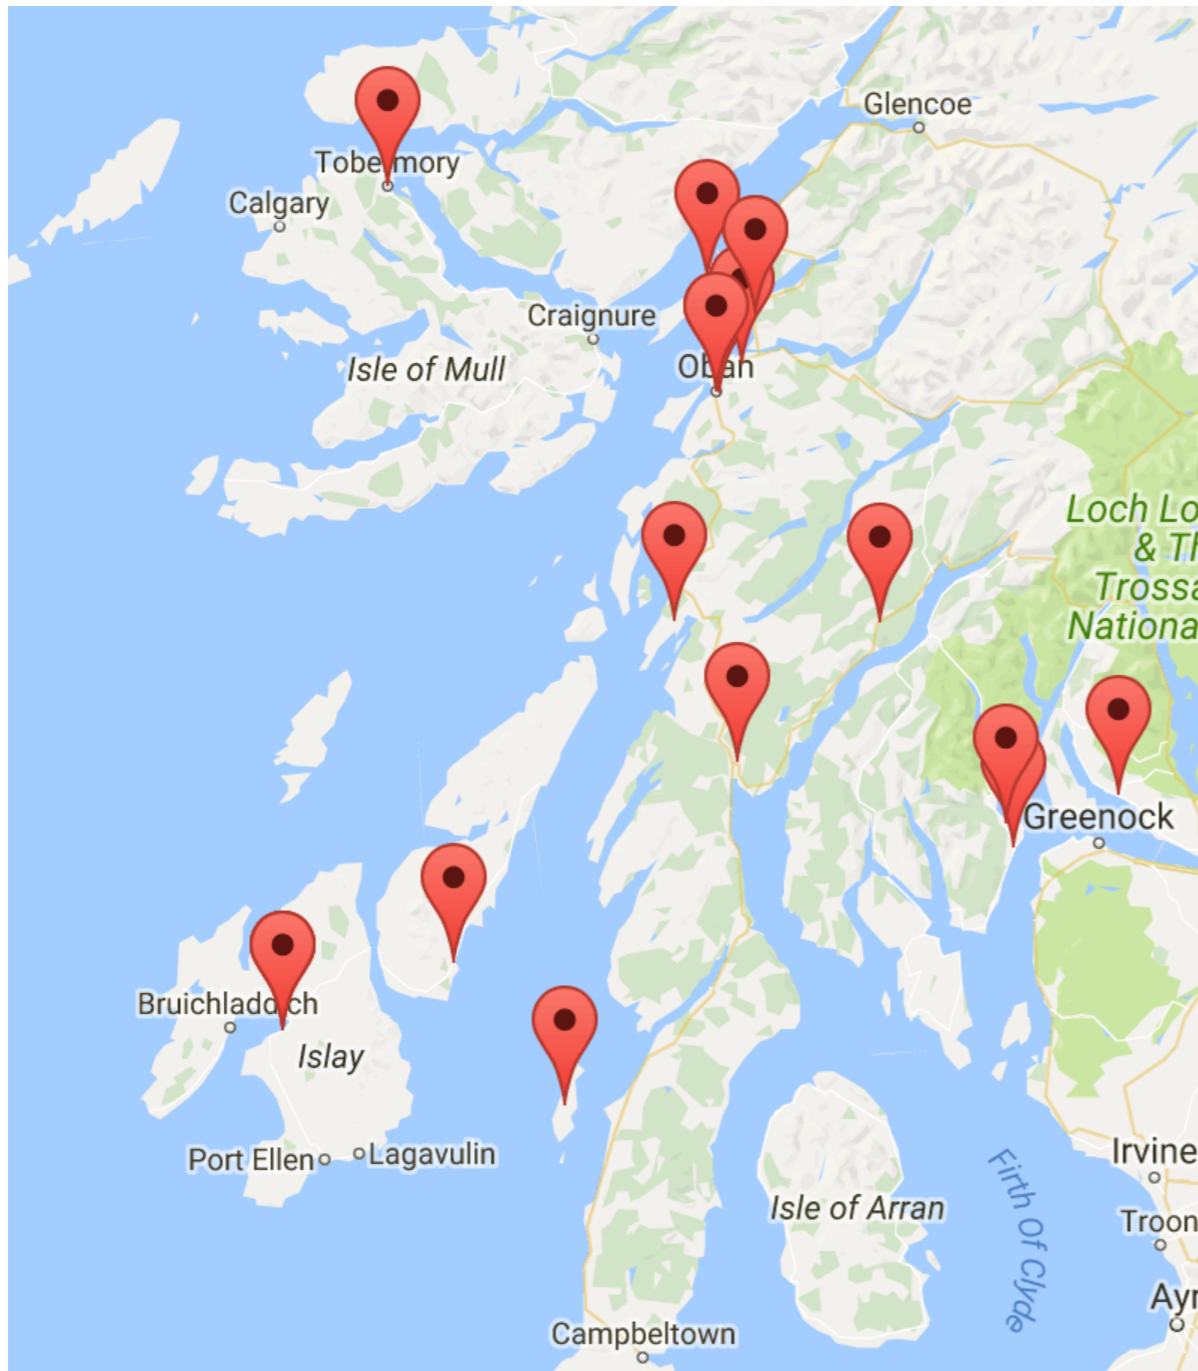 Glencoe
Tobermory
Calgary
Craignure
Oban
Isle of Mull
Loch Lo
& Th
Trossa
Nationa
Greenock
Bruichladdich
Islay
Port Ellen
Lagavulin
Irvine
Isle of Arran
Firth Of Clyde
Troon
Ayr
Campbeltown